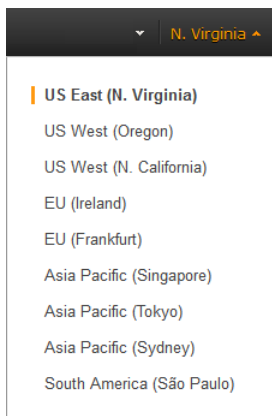 N. Virginia
US East (N. Virginia)
US West (Oregon)
US West (N. California)
EU (Ireland)
EU (Frankfurt)
Asia Pacific (Singapore)
Asia Pacific (Tokyo)
Asia Pacific (Sydney)
South America (São Paulo)